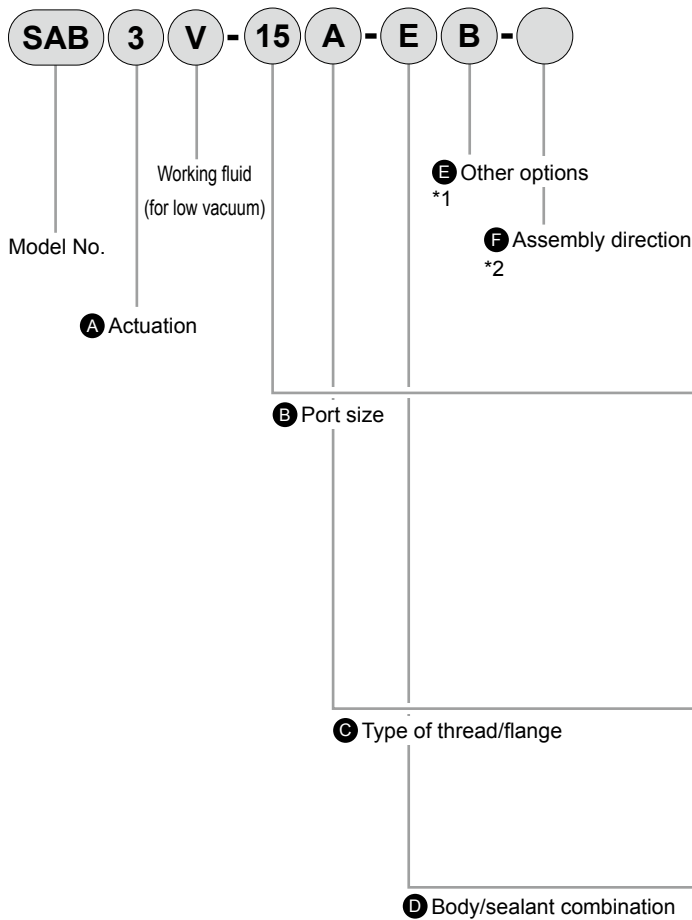 SAB 3 V - 15 A - E B -
Working fluid
(for low vacuum)
E Other options
*1
Model No.
F Assembly direction
*2
A Actuation
B Port size
C Type of thread/flange
D Body/sealant combination